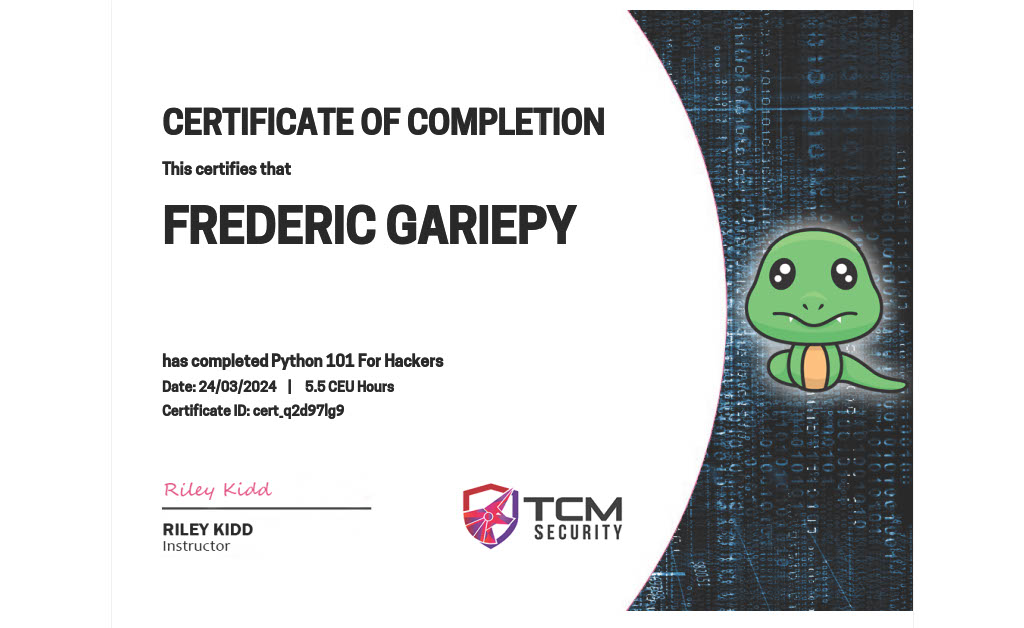 CERTIFICATE OF COMPLETION
This certifies that
FREDERIC GARIEPY
has completed Python 101 For Hackers
Date: 24/03/2024 | 5.5 CEU Hours
Certificate ID: cert_q2d97lg9
Riley Kidd
RILEY KIDD
Instructor
TCM
SECURITY